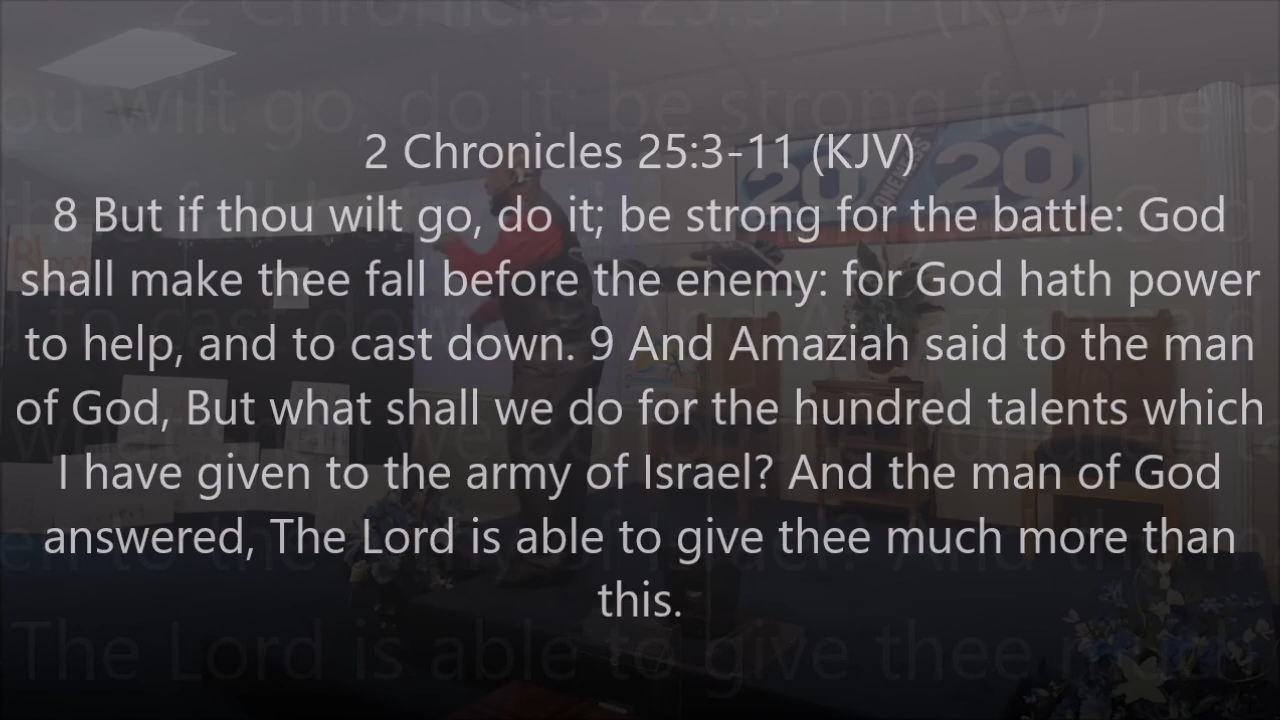 2 Chronicles 25:3-11 (KJV)
8 But if thou wilt go, do it; be strong for the battle: God
shall make thee fall before the enemy: for God hath power
to help, and to cast down. 9 And Amaziah said to the man
of God, But what shall we do for the hundred talents which
I have given to the army of Israel? And the man of God
answered, The Lord is able to give thee much more than
this.
20 ONENESS 20